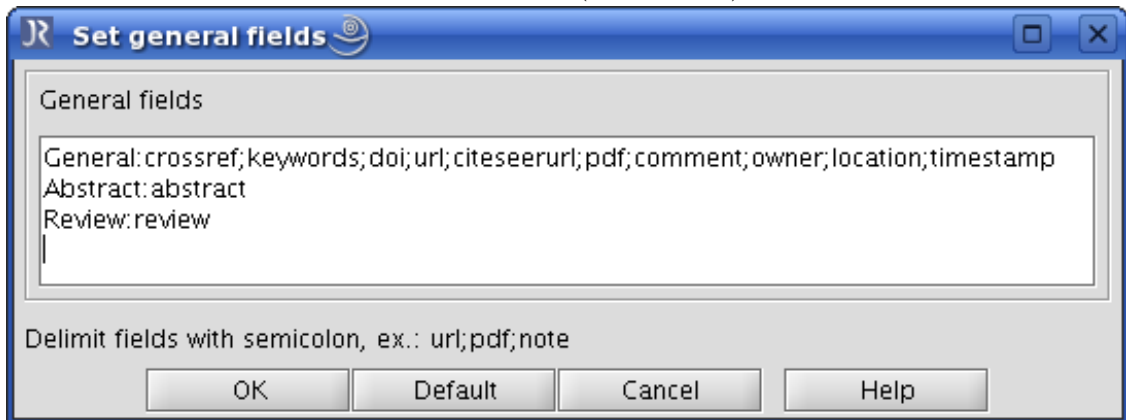 JR Set general fields
General fields
General:crossref;keywords;doi;url;citeseerurl;pdf;comment;owner;location;timestamp
Abstract:abstract
Review:review
Delimit fields with semicolon, ex.: url;pdf;note
OK Default Cancel Help